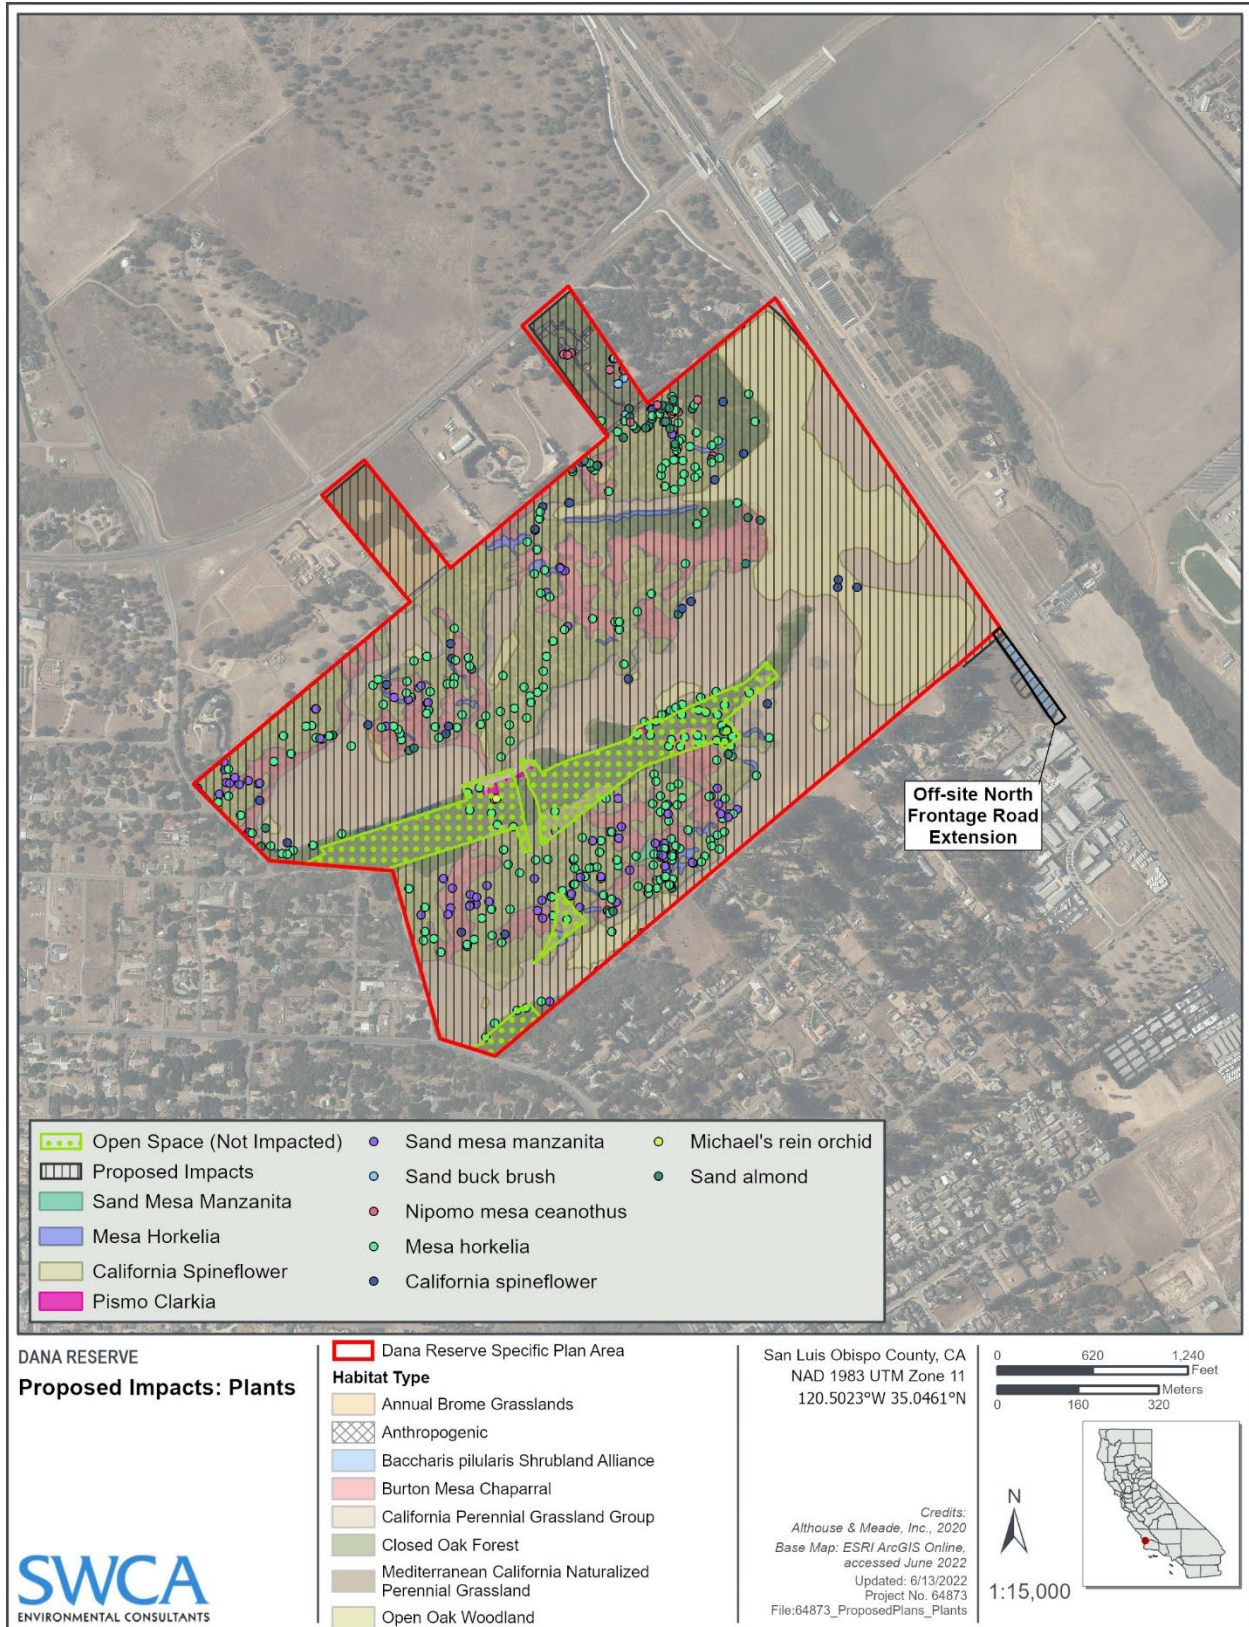 Off-site North
Frontage Road
Extension
Open Space (Not Impacted)
Proposed Impacts
Sand Mesa Manzanita
Mesa Horkelia
California Spineflower
Pismo Clarkia
Sand mesa manzanita
Sand buck brush
Nipomo mesa ceanothus
Mesa horkelia
California spineflower
Michael's rein orchid
Sand almond
DANA RESERVE
Proposed Impacts: Plants
SWCA
ENVIRONMENTAL CONSULTANTS
Dana Reserve Specific Plan Area
Habitat Type
Annual Brome Grasslands
Anthropogenic
Baccharis pilularis Shrubland Alliance
Burton Mesa Chaparral
California Perennial Grassland Group
Closed Oak Forest
Mediterranean California Naturalized
Perennial Grassland
Open Oak Woodland
San Luis Obispo County, CA
NAD 1983 UTM Zone 11
120.5023°W 35.0461°N
Credits:
Althouse & Meade, Inc., 2020
Base Map: ESRI ArcGIS Online,
accessed June 2022
Updated: 6/13/2022
Project No. 64873
File:64873_ProposedPlans_Plants
0 620 1,240
Feet
Meters
0 160 320
N
1:15,000